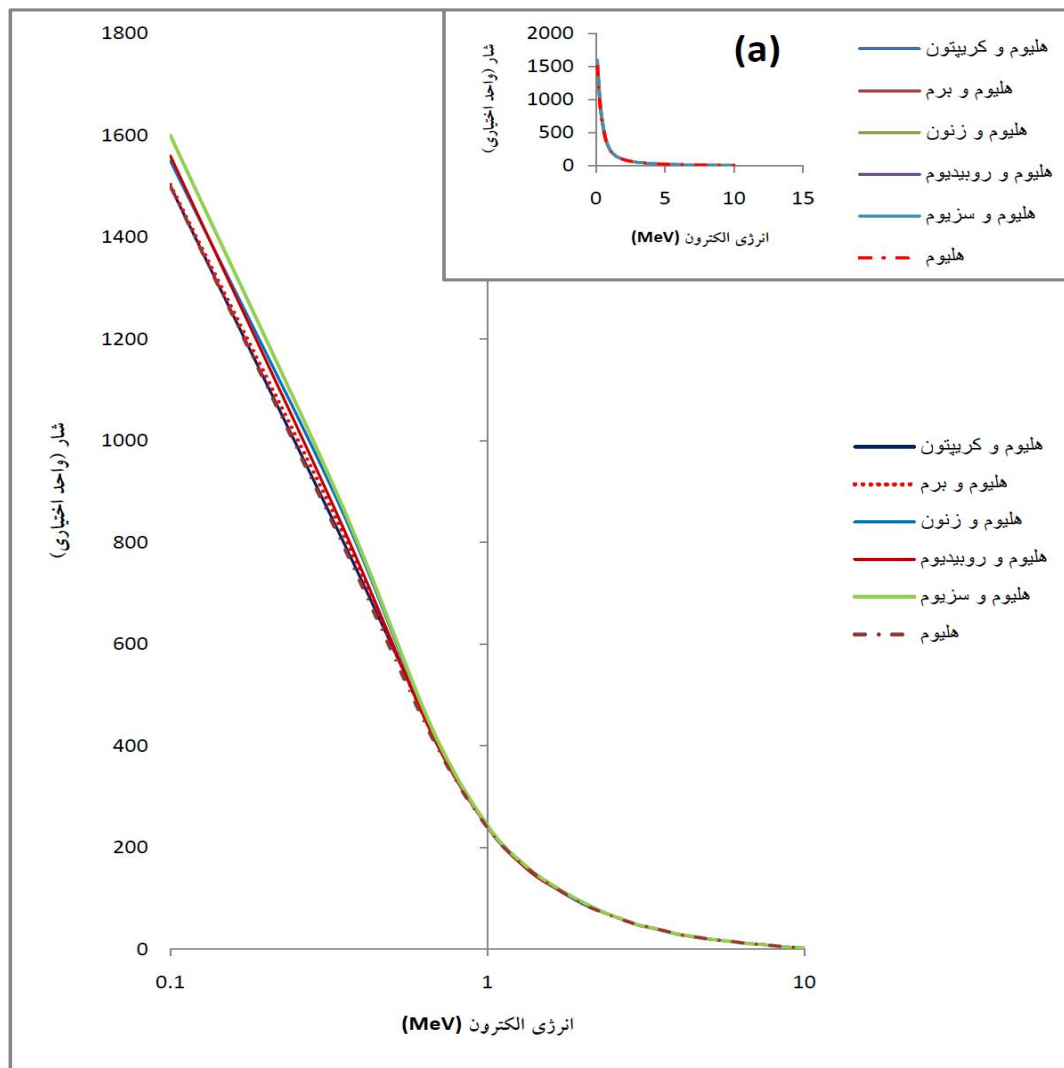 1800
1600
1400
1200
1000
800
600
400
200
0
0.1
1
10
شار (واحد اختیاری)
انرژی الکترون (MeV)
(a)
2000
1500
1000
500
0
0
5
10
15
شار (واحد اختیاری)
انرژی الکترون (MeV)
هلیوم و کریپتون
هلیوم و برم
هلیوم و زنون
هلیوم و روبیدیوم
هلیوم و سزیوم
هلیوم
هلیوم و کریپتون
هلیوم و برم
هلیوم و زنون
هلیوم و روبیدیوم
هلیوم و سزیوم
هلیوم